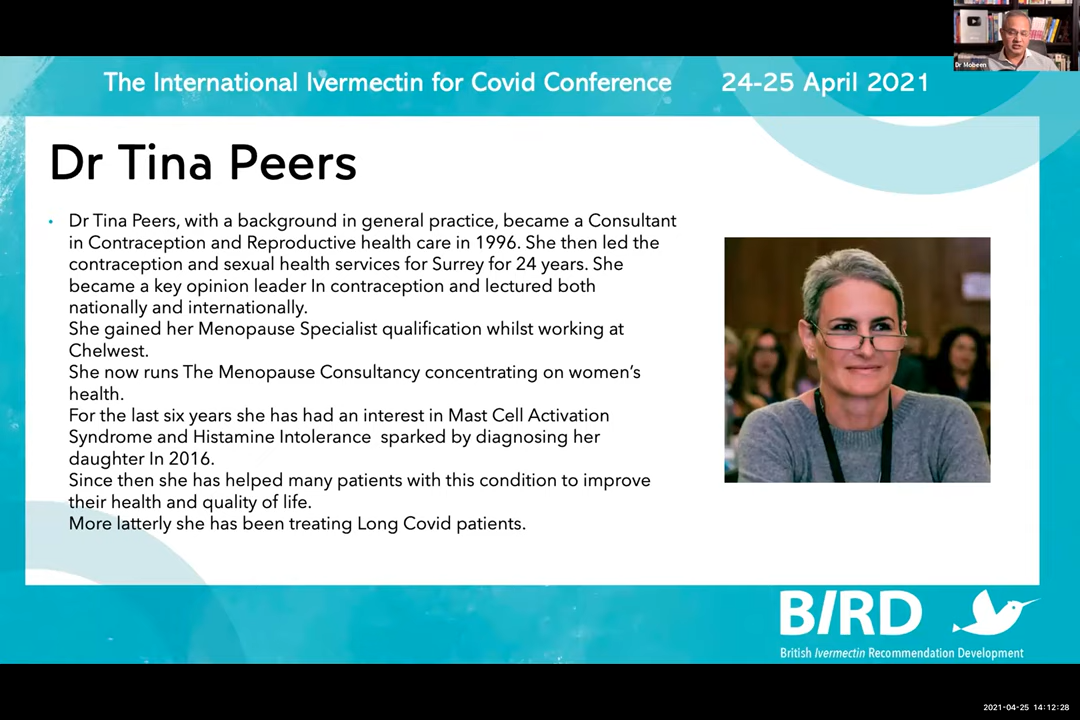 Dr Mobeen
The International Ivermectin for Covid Conference 24-25 April 2021
Dr Tina Peers
• Dr Tina Peers, with a background in general practice, became a Consultant
in Contraception and Reproductive health care in 1996. She then led the
contraception and sexual health services for Surrey for 24 years. She
became a key opinion leader In contraception and lectured both
nationally and internationally.
She gained her Menopause Specialist qualification whilst working at
Chelwest.
She now runs The Menopause Consultancy concentrating on women's
health.
For the last six years she has had an interest in Mast Cell Activation
Syndrome and Histamine Intolerance sparked by diagnosing her
daughter In 2016.
Since then she has helped many patients with this condition to improve
their health and quality of life.
More latterly she has been treating Long Covid patients.
BIRD
British Ivermectin Recommendation Development
2021-04-25 14:12:28